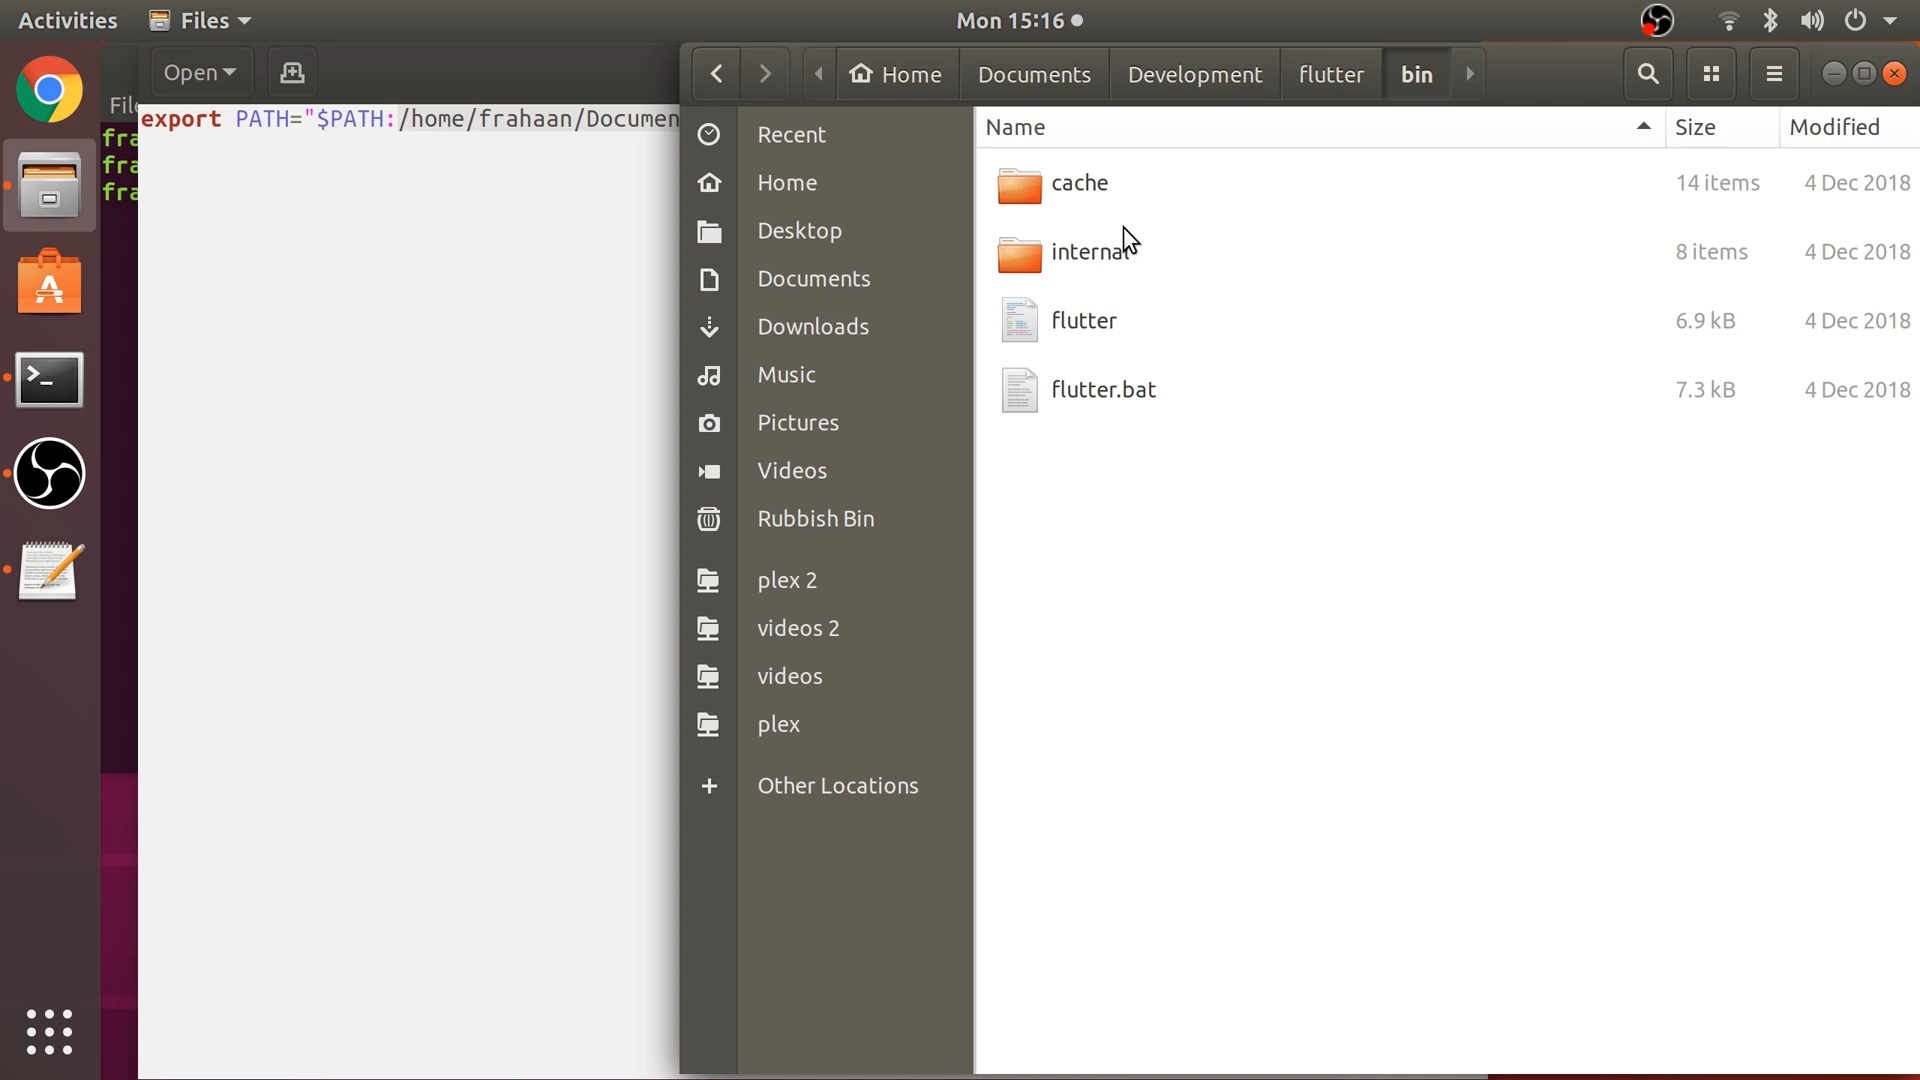 Activities Files Mon 15:16
Open
File
export PATH="$PATH:/home/frahaan/Documen
fra
fra
fra
Home Documents Development flutter bin
Recent
Home
Desktop
Documents
Downloads
Music
Pictures
Videos
Rubbish Bin
plex 2
videos 2
videos
plex
Other Locations
Name Size Modified
cache 14 items 4 Dec 2018
internal 8 items 4 Dec 2018
flutter 6.9 kB 4 Dec 2018
flutter.bat 7.3 kB 4 Dec 2018